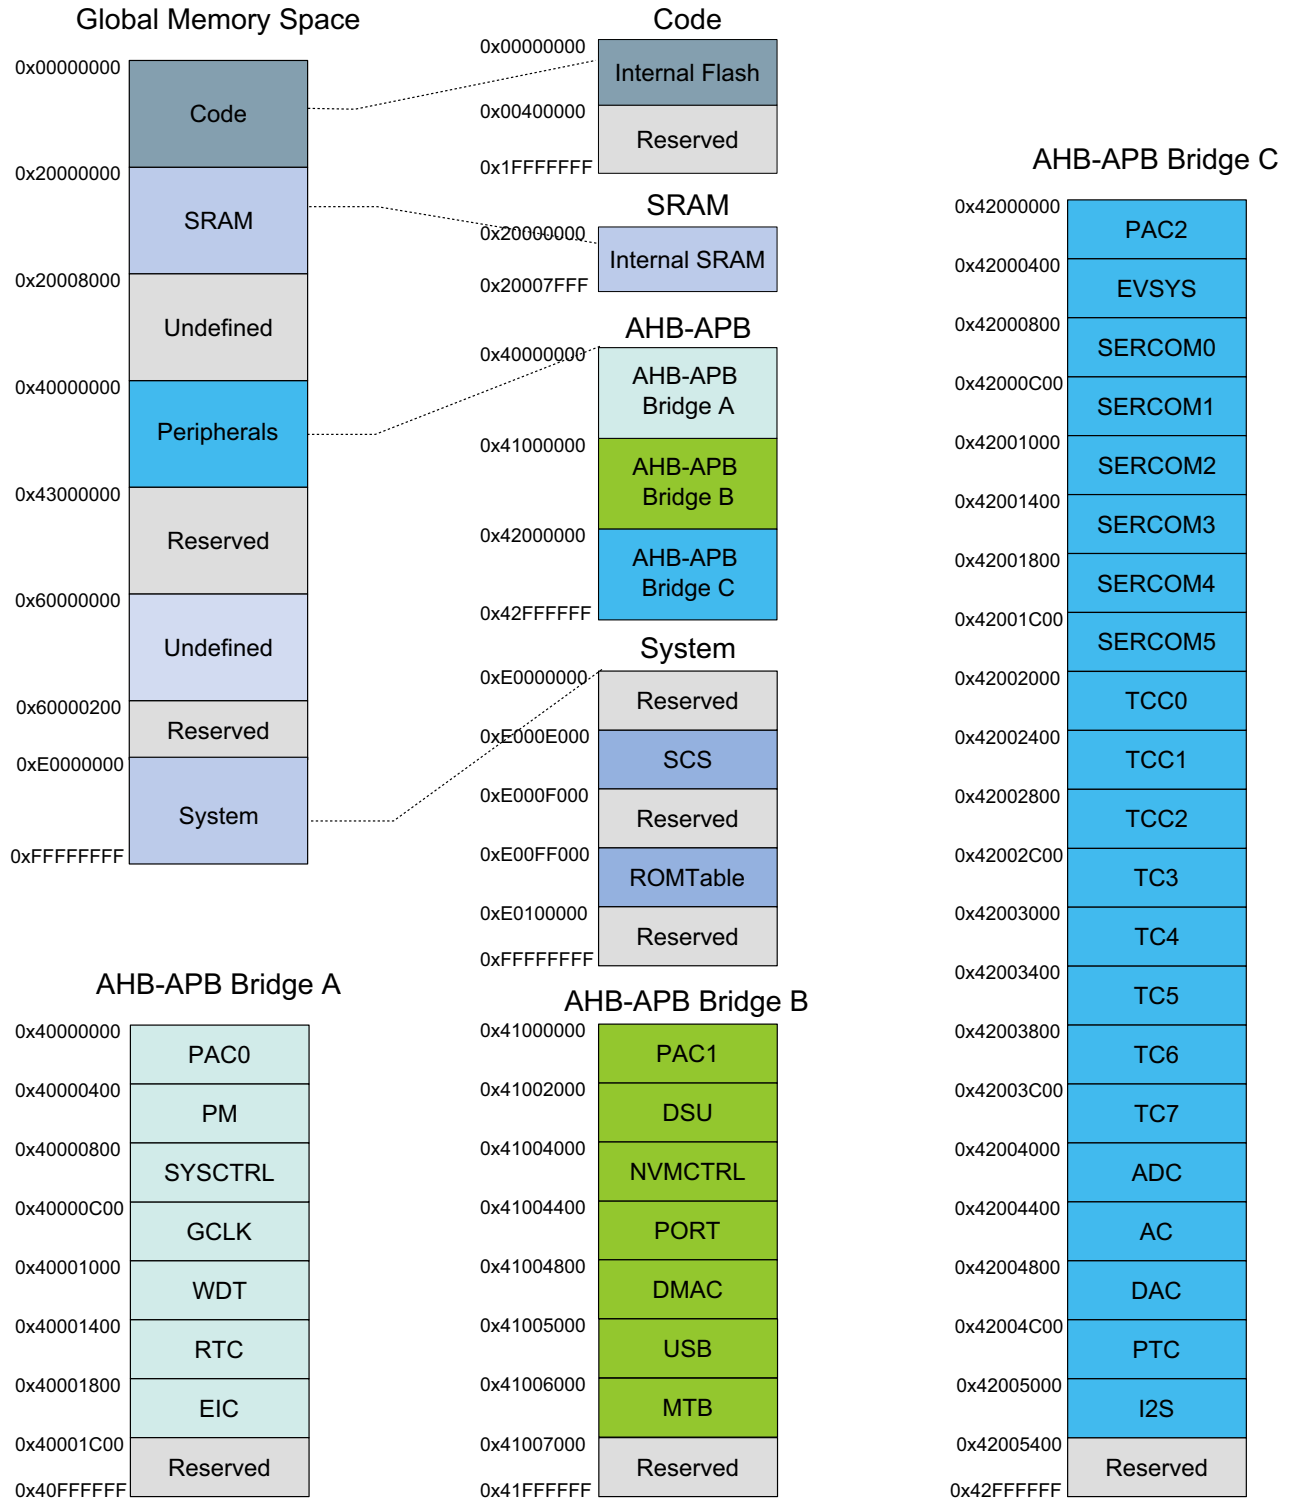 Global Memory Space
0x00000000
Code
0x20000000
SRAM
0x20008000
Undefined
0x40000000
Peripherals
0x43000000
Reserved
0x60000000
Undefined
0x60000200
Reserved
0xE0000000
System
0xFFFFFFFF
Code
0x00000000
Internal Flash
0x00400000
Reserved
0x1FFFFFFF
SRAM
0x20000000
Internal SRAM
0x20007FFF
AHB-APB
0x40000000
AHB-APB
Bridge A
0x41000000
AHB-APB
Bridge B
0x42000000
AHB-APB
Bridge C
0x42FFFFFF
System
0xE0000000
Reserved
0xE000E000
SCS
0xE000F000
Reserved
0xE00FF000
ROMTable
0xE0100000
Reserved
0xFFFFFFFF
AHB-APB Bridge A
0x40000000
PAC0
0x40000400
PM
0x40000800
SYSCTRL
0x40000C00
GCLK
0x40001000
WDT
0x40001400
RTC
0x40001800
EIC
0x40001C00
Reserved
0x40FFFFFF
AHB-APB Bridge B
0x41000000
PAC1
0x41002000
DSU
0x41004000
NVMCTRL
0x41004400
PORT
0x41004800
DMAC
0x41005000
USB
0x41006000
MTB
0x41007000
Reserved
0x41FFFFFF
AHB-APB Bridge C
0x42000000
PAC2
0x42000400
EVSYS
0x42000800
SERCOM0
0x42000C00
SERCOM1
0x42001000
SERCOM2
0x42001400
SERCOM3
0x42001800
SERCOM4
0x42001C00
SERCOM5
0x42002000
TCC0
0x42002400
TCC1
0x42002800
TCC2
0x42002C00
TC3
0x42003000
TC4
0x42003400
TC5
0x42003800
TC6
0x42003C00
TC7
0x42004000
ADC
0x42004400
AC
0x42004800
DAC
0x42004C00
PTC
0x42005000
I2S
0x42005400
Reserved
0x42FFFFFF